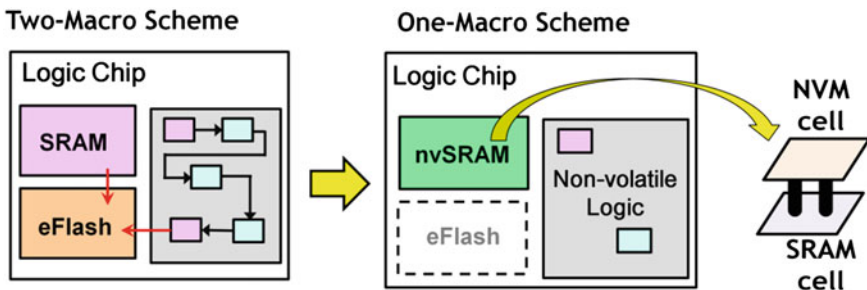 Two-Macro Scheme
Logic Chip
SRAM
eFlash
One-Macro Scheme
Logic Chip
nvSRAM
eFlash
Non-volatile
Logic
NVM
cell
SRAM
cell